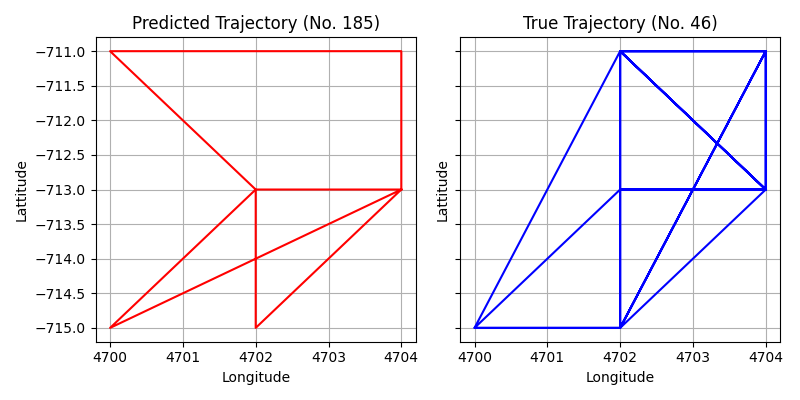 Predicted Trajectory (No. 185)
True Trajectory (No. 46)
Lattitude
−711.0
−711.5
−712.0
−712.5
−713.0
−713.5
−714.0
−714.5
−715.0
4700 4701 4702 4703 4704
Longitude
Lattitude
4700 4701 4702 4703 4704
Longitude